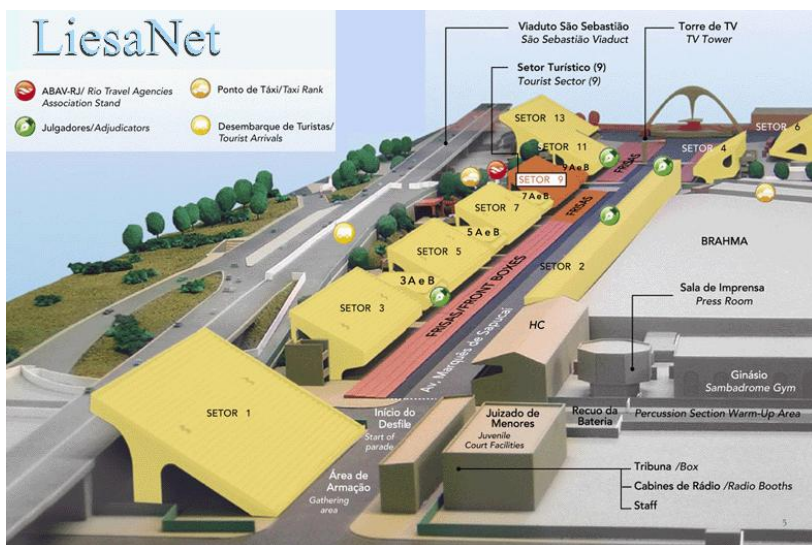 LiesaNet
ABAV-RJ/ Rio Travel Agencies
Association Stand
Ponto de Táxi/Taxi Rank
Julgadores/Adjudicators
Desembarque de Turistas/
Tourist Arrivals
Viaduto São Sebastião
São Sebastião Viaduct
Torre de TV
TV Tower
Setor Turístico (9)
Tourist Sector (9)
SETOR 13
SETOR 6
SETOR 11
SETOR 4
9 A e B
FRISAS
SETOR 9
7 A e B
FRISAS
SETOR 7
5 A e B
SETOR 5
SETOR 2
BRAHMA
3 A e B
FRISAS/FRONT BOXES
Sala de Imprensa
Press Room
SETOR 3
Av. Marquês de Sapucaí
HC
Ginásio
Sambadrome Gym
SETOR 1
Início do
Desfile
Start of
parade
Juizado de
Menores
Juvenile
Court Facilities
Recuo da
Bateria
Percussion Section Warm-Up Area
Área de
Armação
Gathering
area
Tribuna /Box
Cabines de Rádio /Radio Booths
Staff
5